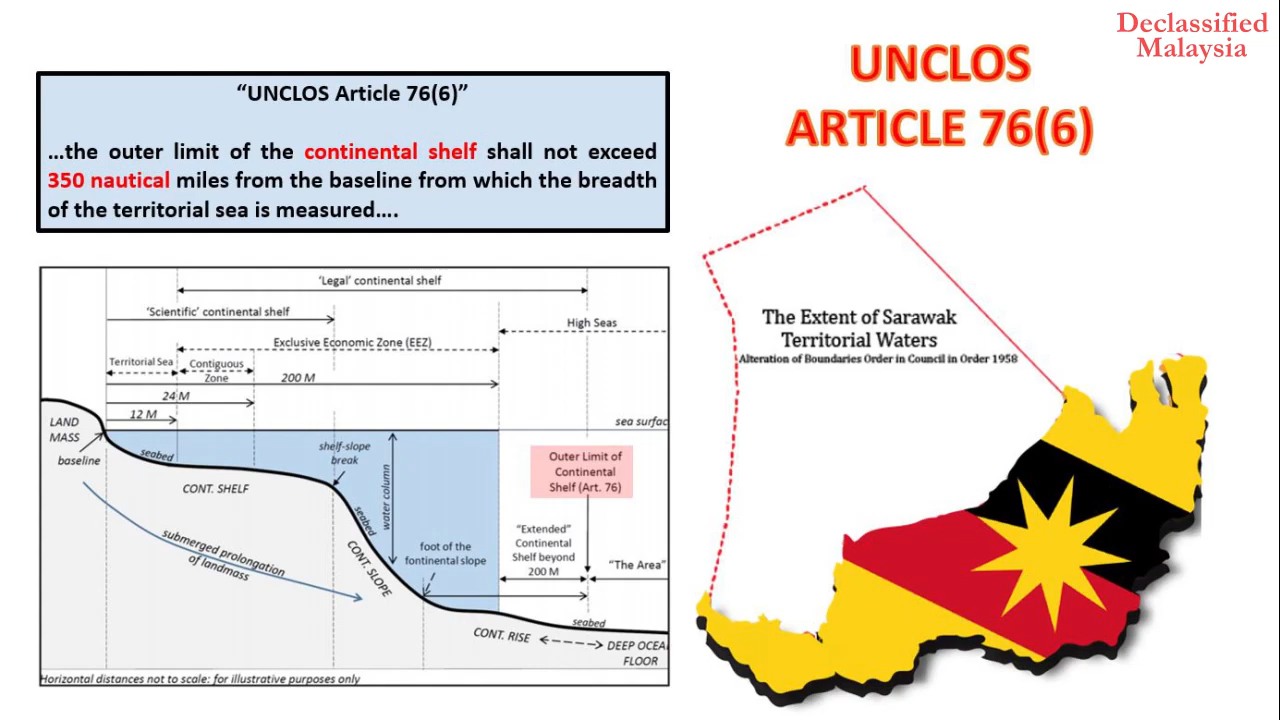 Declassified
Malaysia
UNCLOS
ARTICLE 76(6)
“UNCLOS Article 76(6)”
...the outer limit of the continental shelf shall not exceed
350 nautical miles from the baseline from which the breadth
of the territorial sea is measured....
'Legal' continental shelf
'Scientific' continental shelf
High Seas
Exclusive Economic Zone (EEZ)
Territorial Sea
Contiguous
Zone
200 M
24 M
12 M
LAND
MASS
baseline
sea surfac
seabed
shelf-slope
break
water column
CONT. SHELF
Outer Limit of
Continental
Shelf (Art. 76)
seabed
submerged prolongation
of landmass
CONT. SLOPE
foot of the
fontinental slope
“Extended”
Continental
Shelf beyond
200 M
“The Area”
seabed
CONT. RISE
DEEP OCEA
FLOOR
Horizontal distances not to scale: for illustrative purposes only
The Extent of Sarawak
Territorial Waters
Alteration of Boundaries Order in Council in Order 1958